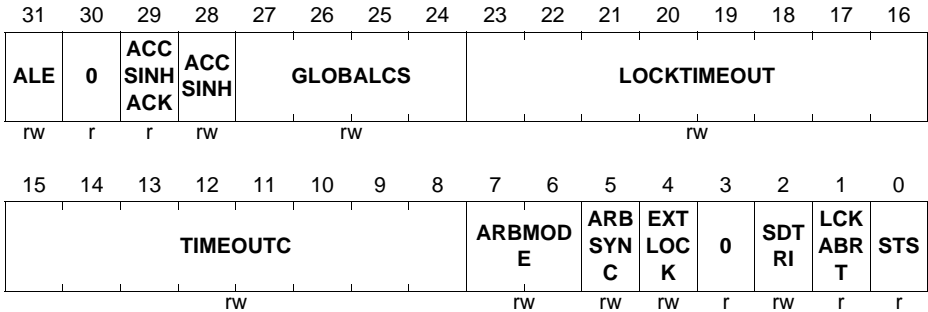 31 30 29 28 27 26 25 24 23 22 21 20 19 18 17 16
ALE 0 ACC SINH ACK ACC SINH GLOBALCS LOCKTIMEOUT
rw r r rw rw rw
15 14 13 12 11 10 9 8 7 6 5 4 3 2 1 0
TIMEOUTC ARBMOD E ARB SYN C EXT LOC K 0 SDT RI LCK ABR T STS
rw rw rw rw r rw r r